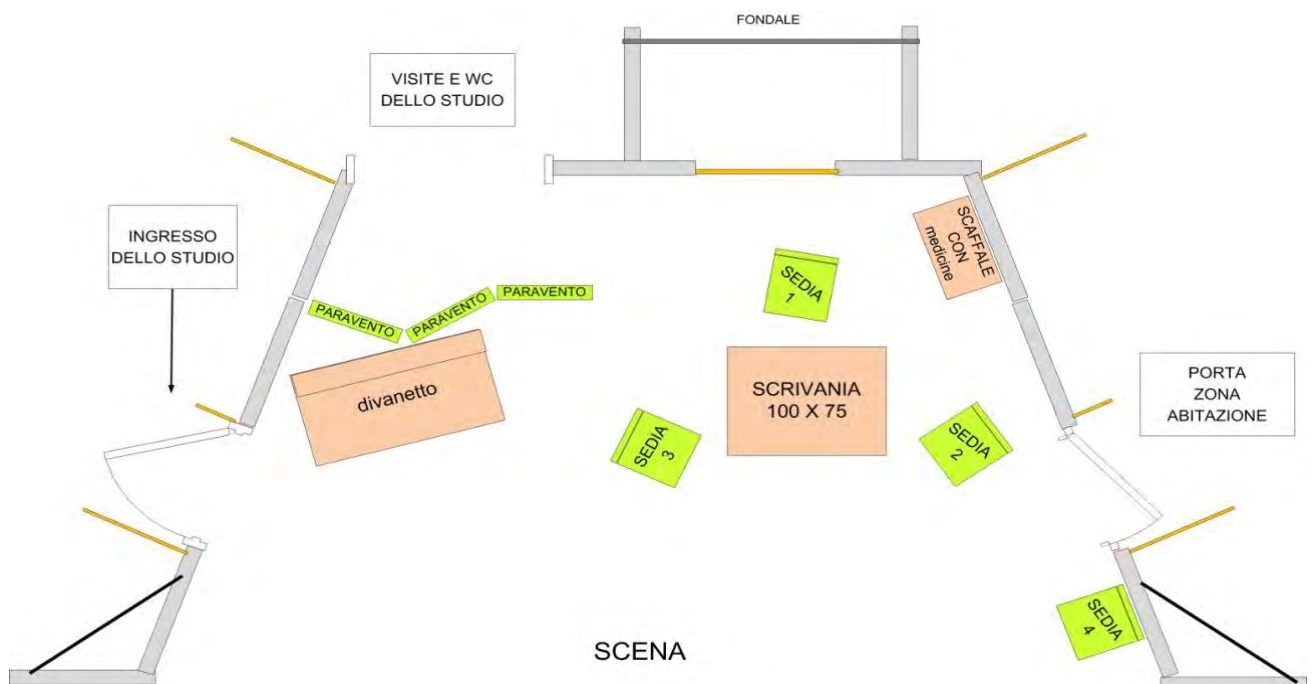 FONDALE
VISITE E WC
DELLO STUDIO
INGRESSO
DELLO STUDIO
SCAFFALE
CON
medicine
SEDIA
1
PARAVENTO
PARAVENTO
PARAVENTO
divanetto
SCRIVANIA
100 X 75
PORTA
ZONA
ABITAZIONE
SEDIA
3
SEDIA
2
SEDIA
4
SCENA